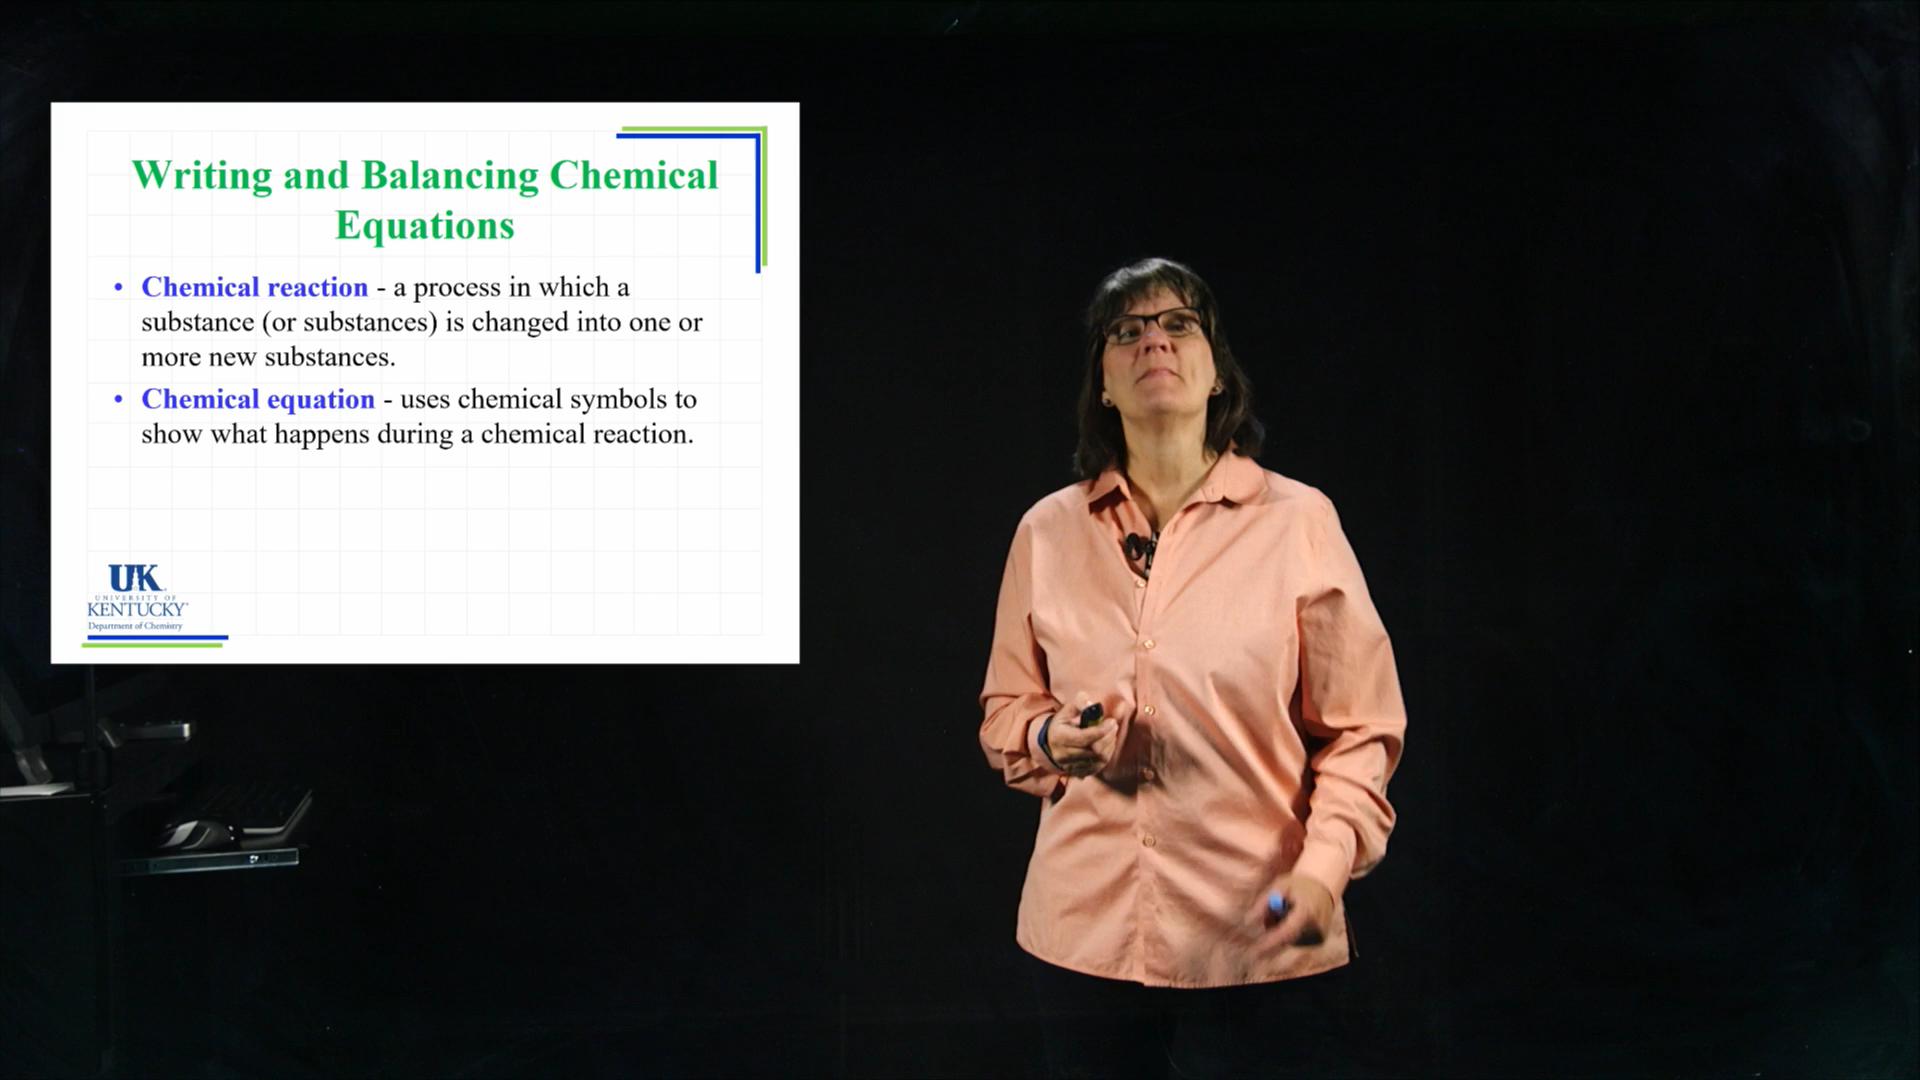 Writing and Balancing Chemical
Equations
• Chemical reaction - a process in which a
substance (or substances) is changed into one or
more new substances.
• Chemical equation - uses chemical symbols to
show what happens during a chemical reaction.
UK
UNIVERSITY OF
KENTUCKY
Department of Chemistry